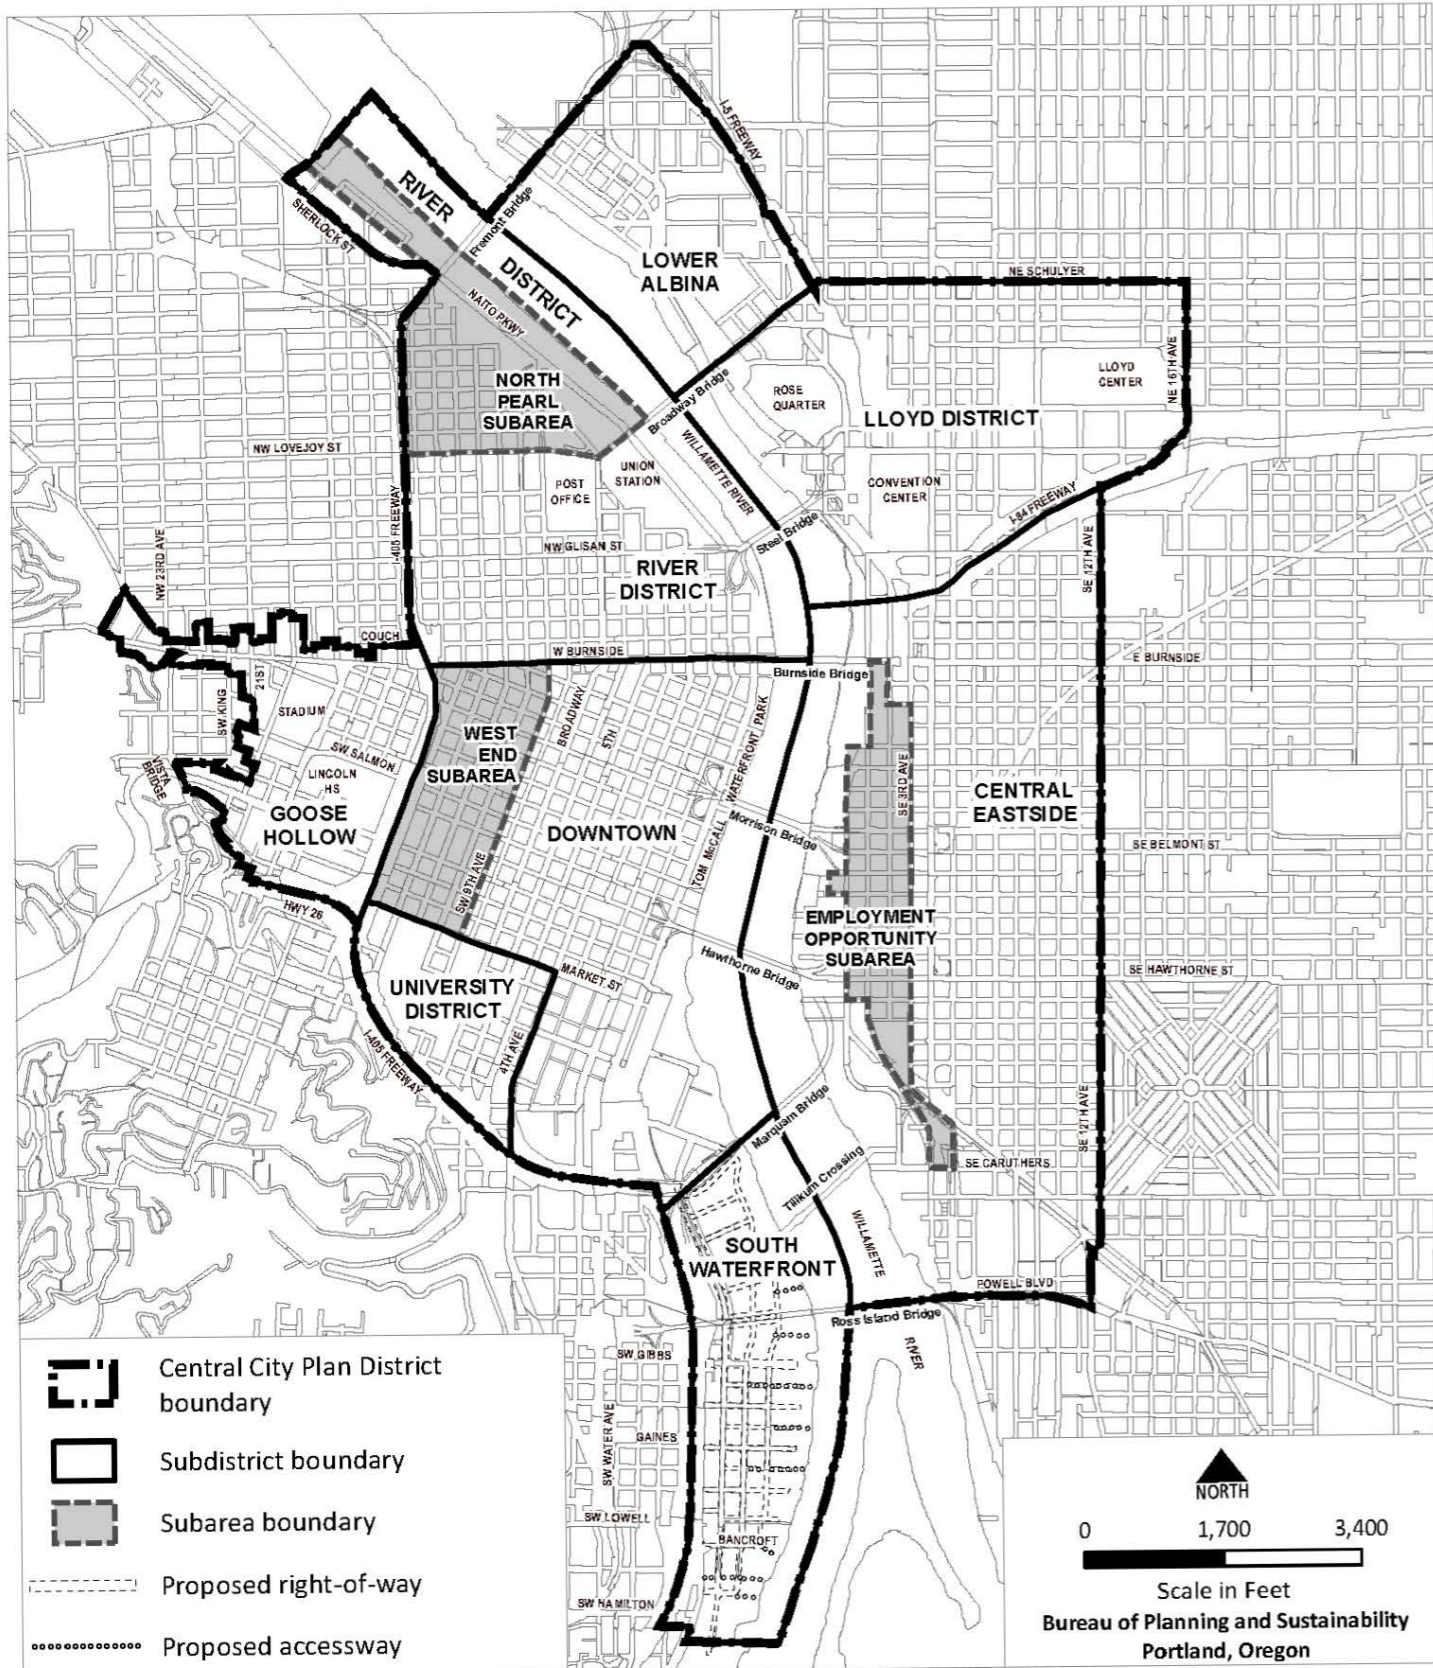 I-5 FREEWAY
RIVER
DISTRICT
Fremont Bridge
SHERLOCK ST
LOWER
ALBINA
NE SCHULYER
NAITO PKWY
NE 16TH AVE
LLOYD
CENTER
NORTH
PEARL
SUBAREA
Broadway Bridge
ROSE
QUARTER
LLOYD DISTRICT
NW LOVEJOY ST
WILLAMETTE RIVER
UNION
STATION
POST
OFFICE
CONVENTION
CENTER
I-84 FREEWAY
I-405 FREEWAY
Steel Bridge
NW GLISAN ST
NW 23RD AVE
RIVER
DISTRICT
SE 12TH AVE
COUCH
W BURNSIDE
Burnside Bridge
E BURNSIDE
21ST
SW KING
STADIUM
BROADWAY
5TH
WEST
END
SUBAREA
SW SALMON
VISTA
BRIDGE
LINCOLN
HS
TOM McCALL WATERFRONT PARK
SE 3RD AVE
CENTRAL
EASTSIDE
GOOSE
HOLLOW
DOWNTOWN
Morrison Bridge
SE BELMONT ST
SW 9TH AVE
HWY 26
EMPLOYMENT
OPPORTUNITY
SUBAREA
Hawthorne Bridge
MARKET ST
SE HAWTHORNE ST
UNIVERSITY
DISTRICT
4TH AVE
I-405 FREEWAY
Marquam Bridge
SE 12TH AVE
SE CARUTHERS
Tilikum Crossing
WILLAMETTE
RIVER
SOUTH
WATERFRONT
POWELL BLVD
Ross Island Bridge
SW GIBBS
SW WATER AVE
GAINES
SW LOWELL
BANCROFT
SW HAMILTON
Central City Plan District
boundary
Subdistrict boundary
Subarea boundary
Proposed right-of-way
Proposed accessway
NORTH
0 1,700 3,400
Scale in Feet
Bureau of Planning and Sustainability
Portland, Oregon